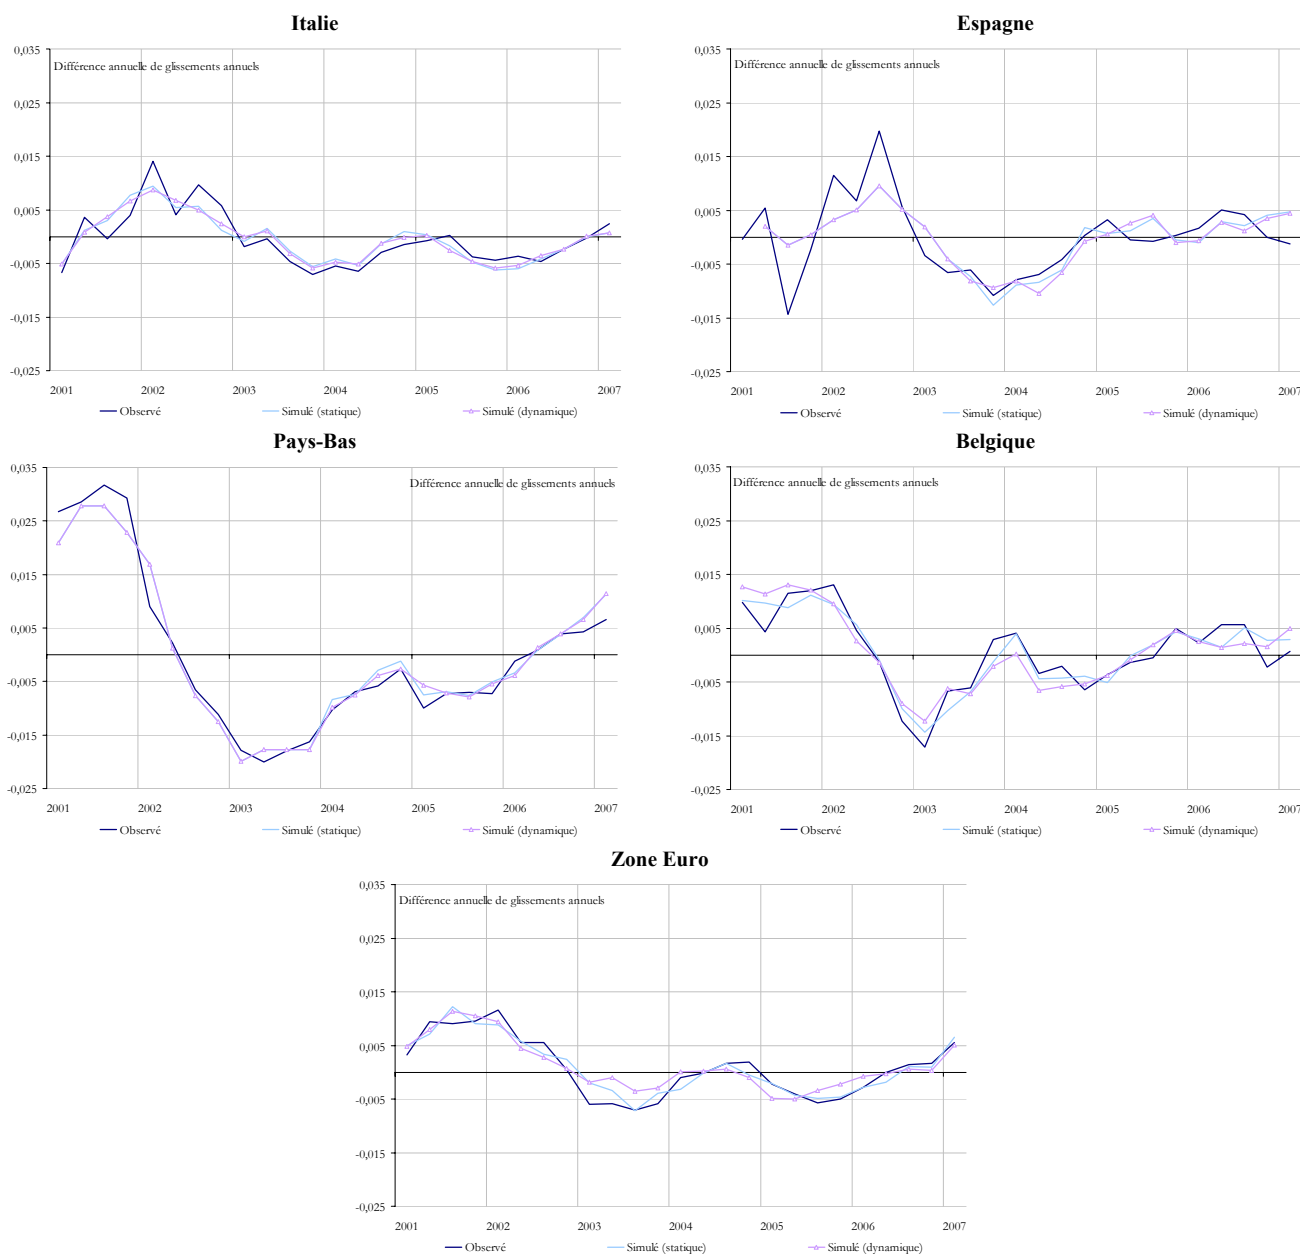 Italie
0,035
Différence annuelle de glissements annuels
0,025
0,015
0,005
-0,005
-0,015
-0,025
2001 2002 2003 2004 2005 2006 2007
Observé Simulé (statique) Simulé (dynamique)
Espagne
0,035
Différence annuelle de glissements annuels
0,025
0,015
0,005
-0,005
-0,015
-0,025
2001 2002 2003 2004 2005 2006 2007
Observé Simulé (statique) Simulé (dynamique)
Pays-Bas
0,035
Différence annuelle de glissements annuels
0,025
0,015
0,005
-0,005
-0,015
-0,025
2001 2002 2003 2004 2005 2006 2007
Observé Simulé (statique) Simulé (dynamique)
Belgique
0,035
Différence annuelle de glissements annuels
0,025
0,015
0,005
-0,005
-0,015
-0,025
2001 2002 2003 2004 2005 2006 2007
Observé Simulé (statique) Simulé (dynamique)
Zone Euro
0,035
Différence annuelle de glissements annuels
0,025
0,015
0,005
-0,005
-0,015
-0,025
2001 2002 2003 2004 2005 2006 2007
Observé Simulé (statique) Simulé (dynamique)